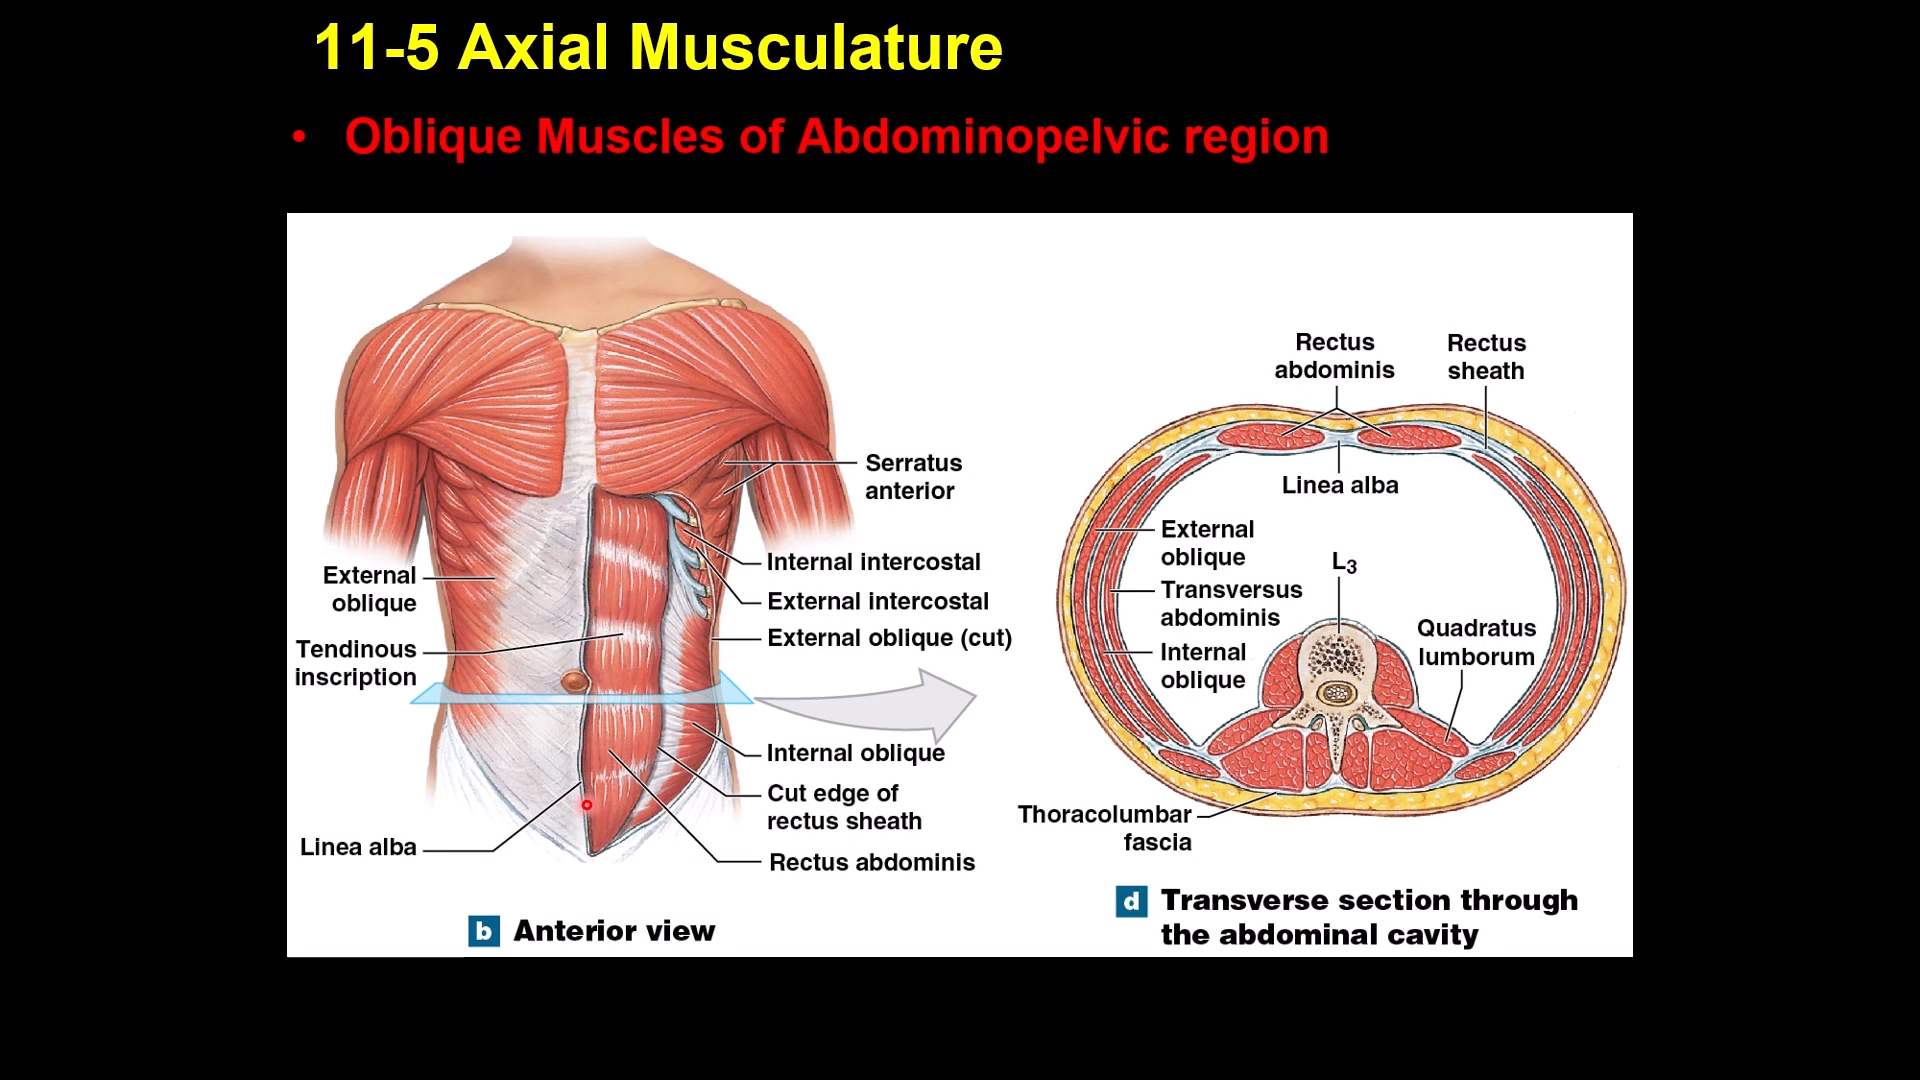 11-5 Axial Musculature
• Oblique Muscles of Abdominopelvic region
Serratus
anterior
Internal intercostal
External intercostal
External oblique (cut)
External
oblique
Tendinous
inscription
Internal oblique
Cut edge of
rectus sheath
Linea alba
Rectus abdominis
b Anterior view
Rectus
abdominis
Rectus
sheath
Linea alba
External
oblique
L3
Transversus
abdominis
Quadratus
lumborum
Internal
oblique
Thoracolumbar
fascia
d Transverse section through
the abdominal cavity